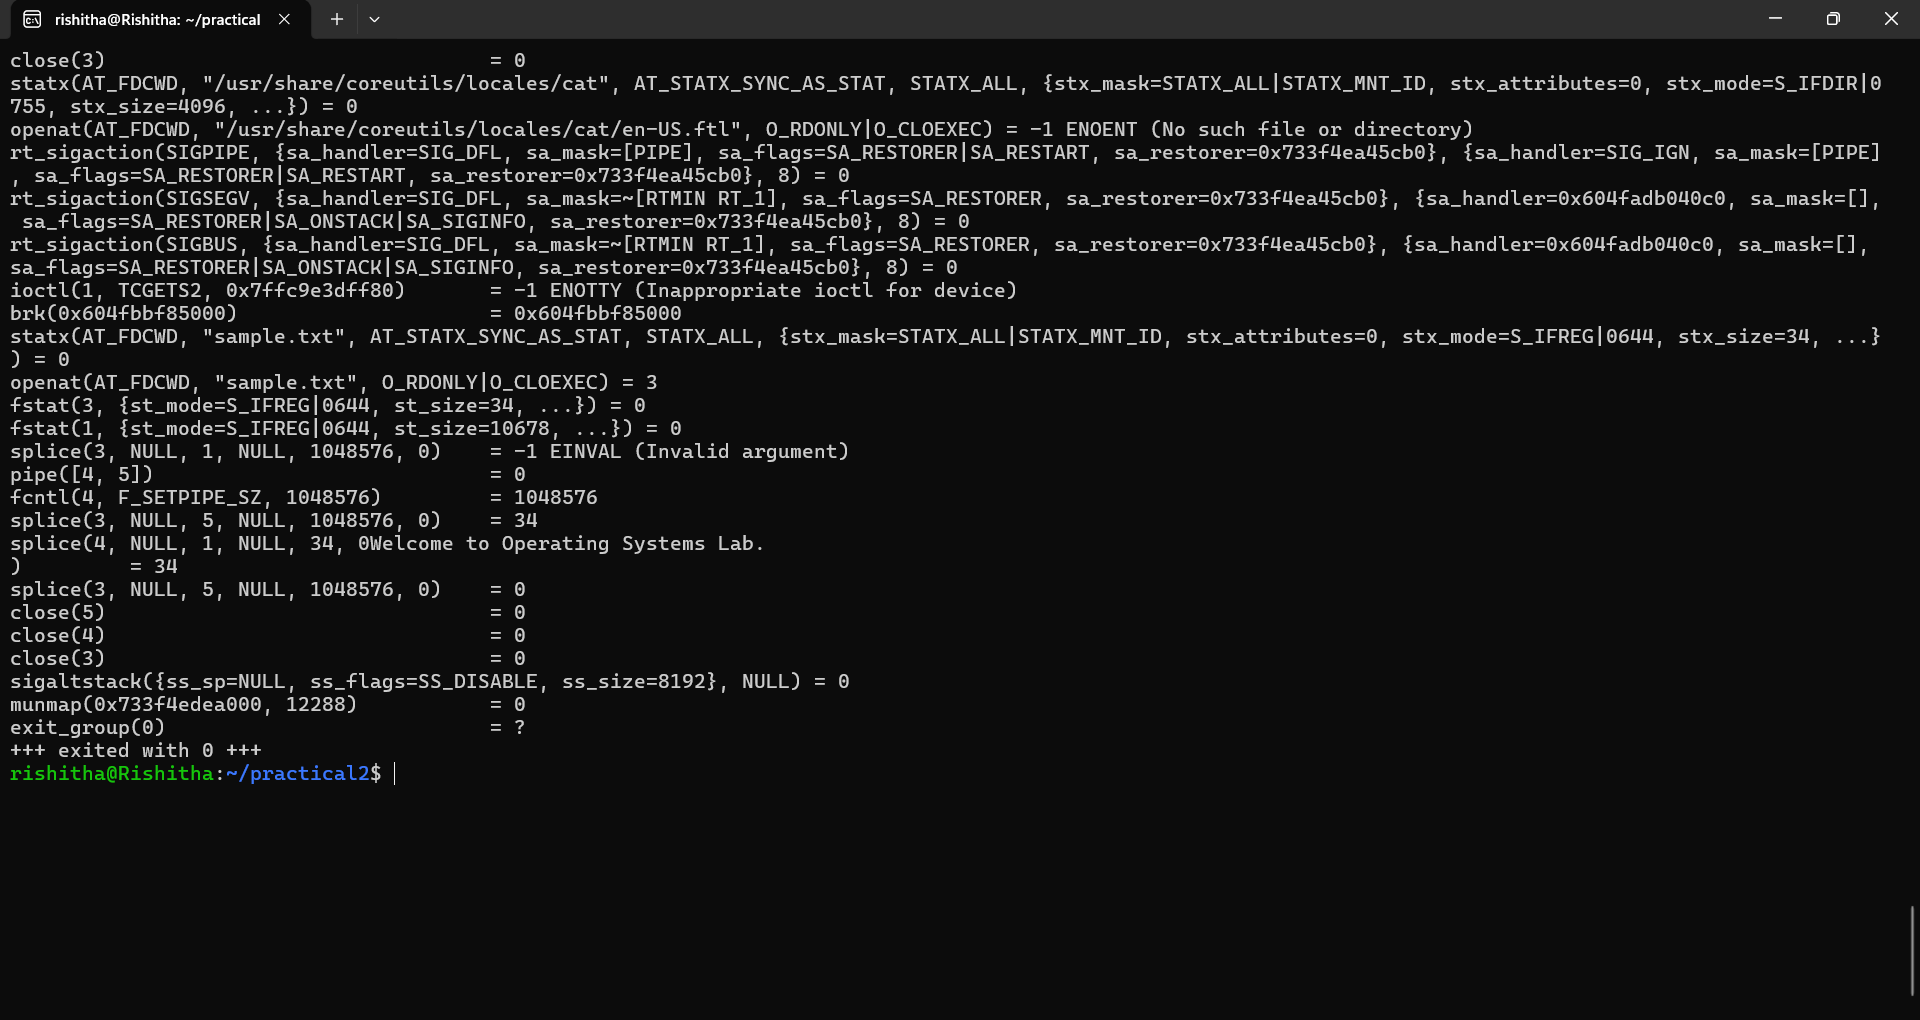 rishitha@Rishitha: ~/practical
close(3)                                = 0
statx(AT_FDCWD, "/usr/share/coreutils/locales/cat", AT_STATX_SYNC_AS_STAT, STATX_ALL, {stx_mask=STATX_ALL|STATX_MNT_ID, stx_attributes=0, stx_mode=S_IFDIR|0
755, stx_size=4096, ...}) = 0
openat(AT_FDCWD, "/usr/share/coreutils/locales/cat/en-US.ftl", O_RDONLY|O_CLOEXEC) = -1 ENOENT (No such file or directory)
rt_sigaction(SIGPIPE, {sa_handler=SIG_DFL, sa_mask=[PIPE], sa_flags=SA_RESTORER|SA_RESTART, sa_restorer=0x733f4ea45cb0}, {sa_handler=SIG_IGN, sa_mask=[PIPE]
, sa_flags=SA_RESTORER|SA_RESTART, sa_restorer=0x733f4ea45cb0}, 8) = 0
rt_sigaction(SIGSEGV, {sa_handler=SIG_DFL, sa_mask=~[RTMIN RT_1], sa_flags=SA_RESTORER, sa_restorer=0x733f4ea45cb0}, {sa_handler=0x604fadb040c0, sa_mask=[],
 sa_flags=SA_RESTORER|SA_ONSTACK|SA_SIGINFO, sa_restorer=0x733f4ea45cb0}, 8) = 0
rt_sigaction(SIGBUS, {sa_handler=SIG_DFL, sa_mask=~[RTMIN RT_1], sa_flags=SA_RESTORER, sa_restorer=0x733f4ea45cb0}, {sa_handler=0x604fadb040c0, sa_mask=[],
sa_flags=SA_RESTORER|SA_ONSTACK|SA_SIGINFO, sa_restorer=0x733f4ea45cb0}, 8) = 0
ioctl(1, TCGETS2, 0x7ffc9e3dff80)       = -1 ENOTTY (Inappropriate ioctl for device)
brk(0x604fbbf85000)                     = 0x604fbbf85000
statx(AT_FDCWD, "sample.txt", AT_STATX_SYNC_AS_STAT, STATX_ALL, {stx_mask=STATX_ALL|STATX_MNT_ID, stx_attributes=0, stx_mode=S_IFREG|0644, stx_size=34, ...}
) = 0
openat(AT_FDCWD, "sample.txt", O_RDONLY|O_CLOEXEC) = 3
fstat(3, {st_mode=S_IFREG|0644, st_size=34, ...}) = 0
fstat(1, {st_mode=S_IFREG|0644, st_size=10678, ...}) = 0
splice(3, NULL, 1, NULL, 1048576, 0)    = -1 EINVAL (Invalid argument)
pipe([4, 5])                            = 0
fcntl(4, F_SETPIPE_SZ, 1048576)         = 1048576
splice(3, NULL, 5, NULL, 1048576, 0)    = 34
splice(4, NULL, 1, NULL, 34, 0Welcome to Operating Systems Lab.
)         = 34
splice(3, NULL, 5, NULL, 1048576, 0)    = 0
close(5)                                = 0
close(4)                                = 0
close(3)                                = 0
sigaltstack({ss_sp=NULL, ss_flags=SS_DISABLE, ss_size=8192}, NULL) = 0
munmap(0x733f4edea000, 12288)           = 0
exit_group(0)                           = ?
+++ exited with 0 +++
rishitha@Rishitha:~/practical2$